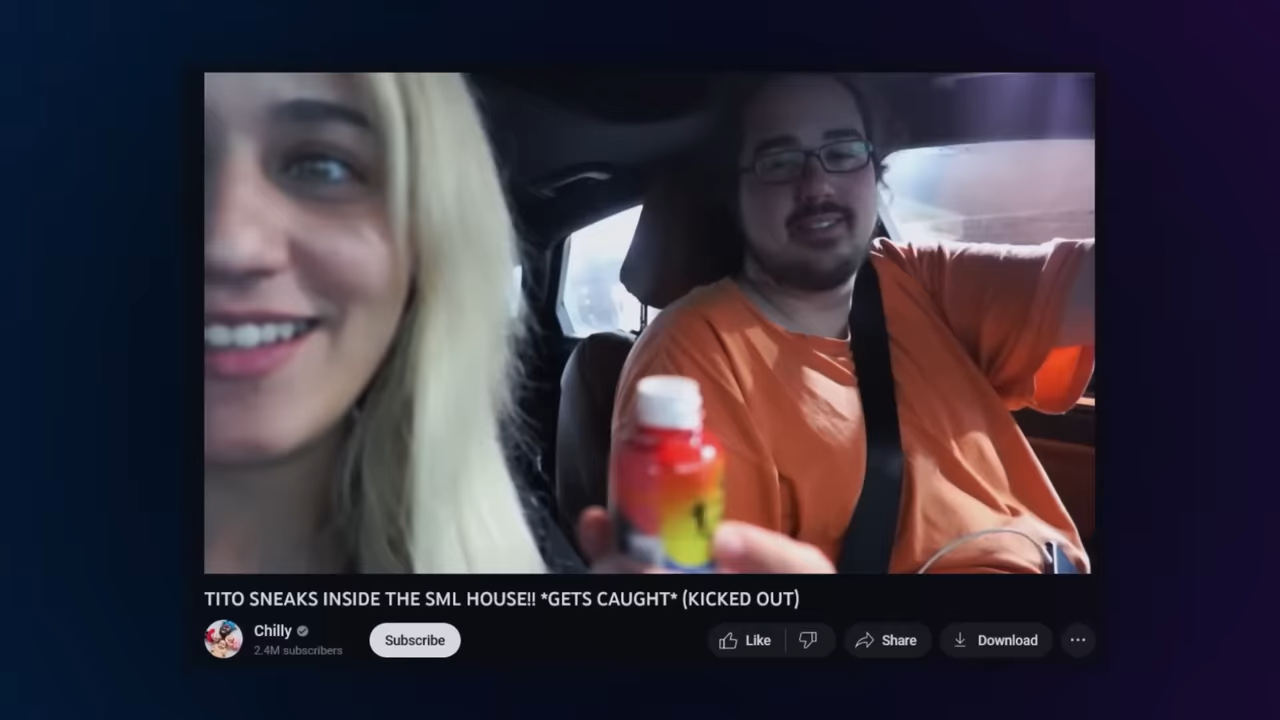 TITO SNEAKS INSIDE THE SML HOUSE!! *GETS CAUGHT* (KICKED OUT)
Chilly
2.4M subscribers
Subscribe
Like
Share
Download